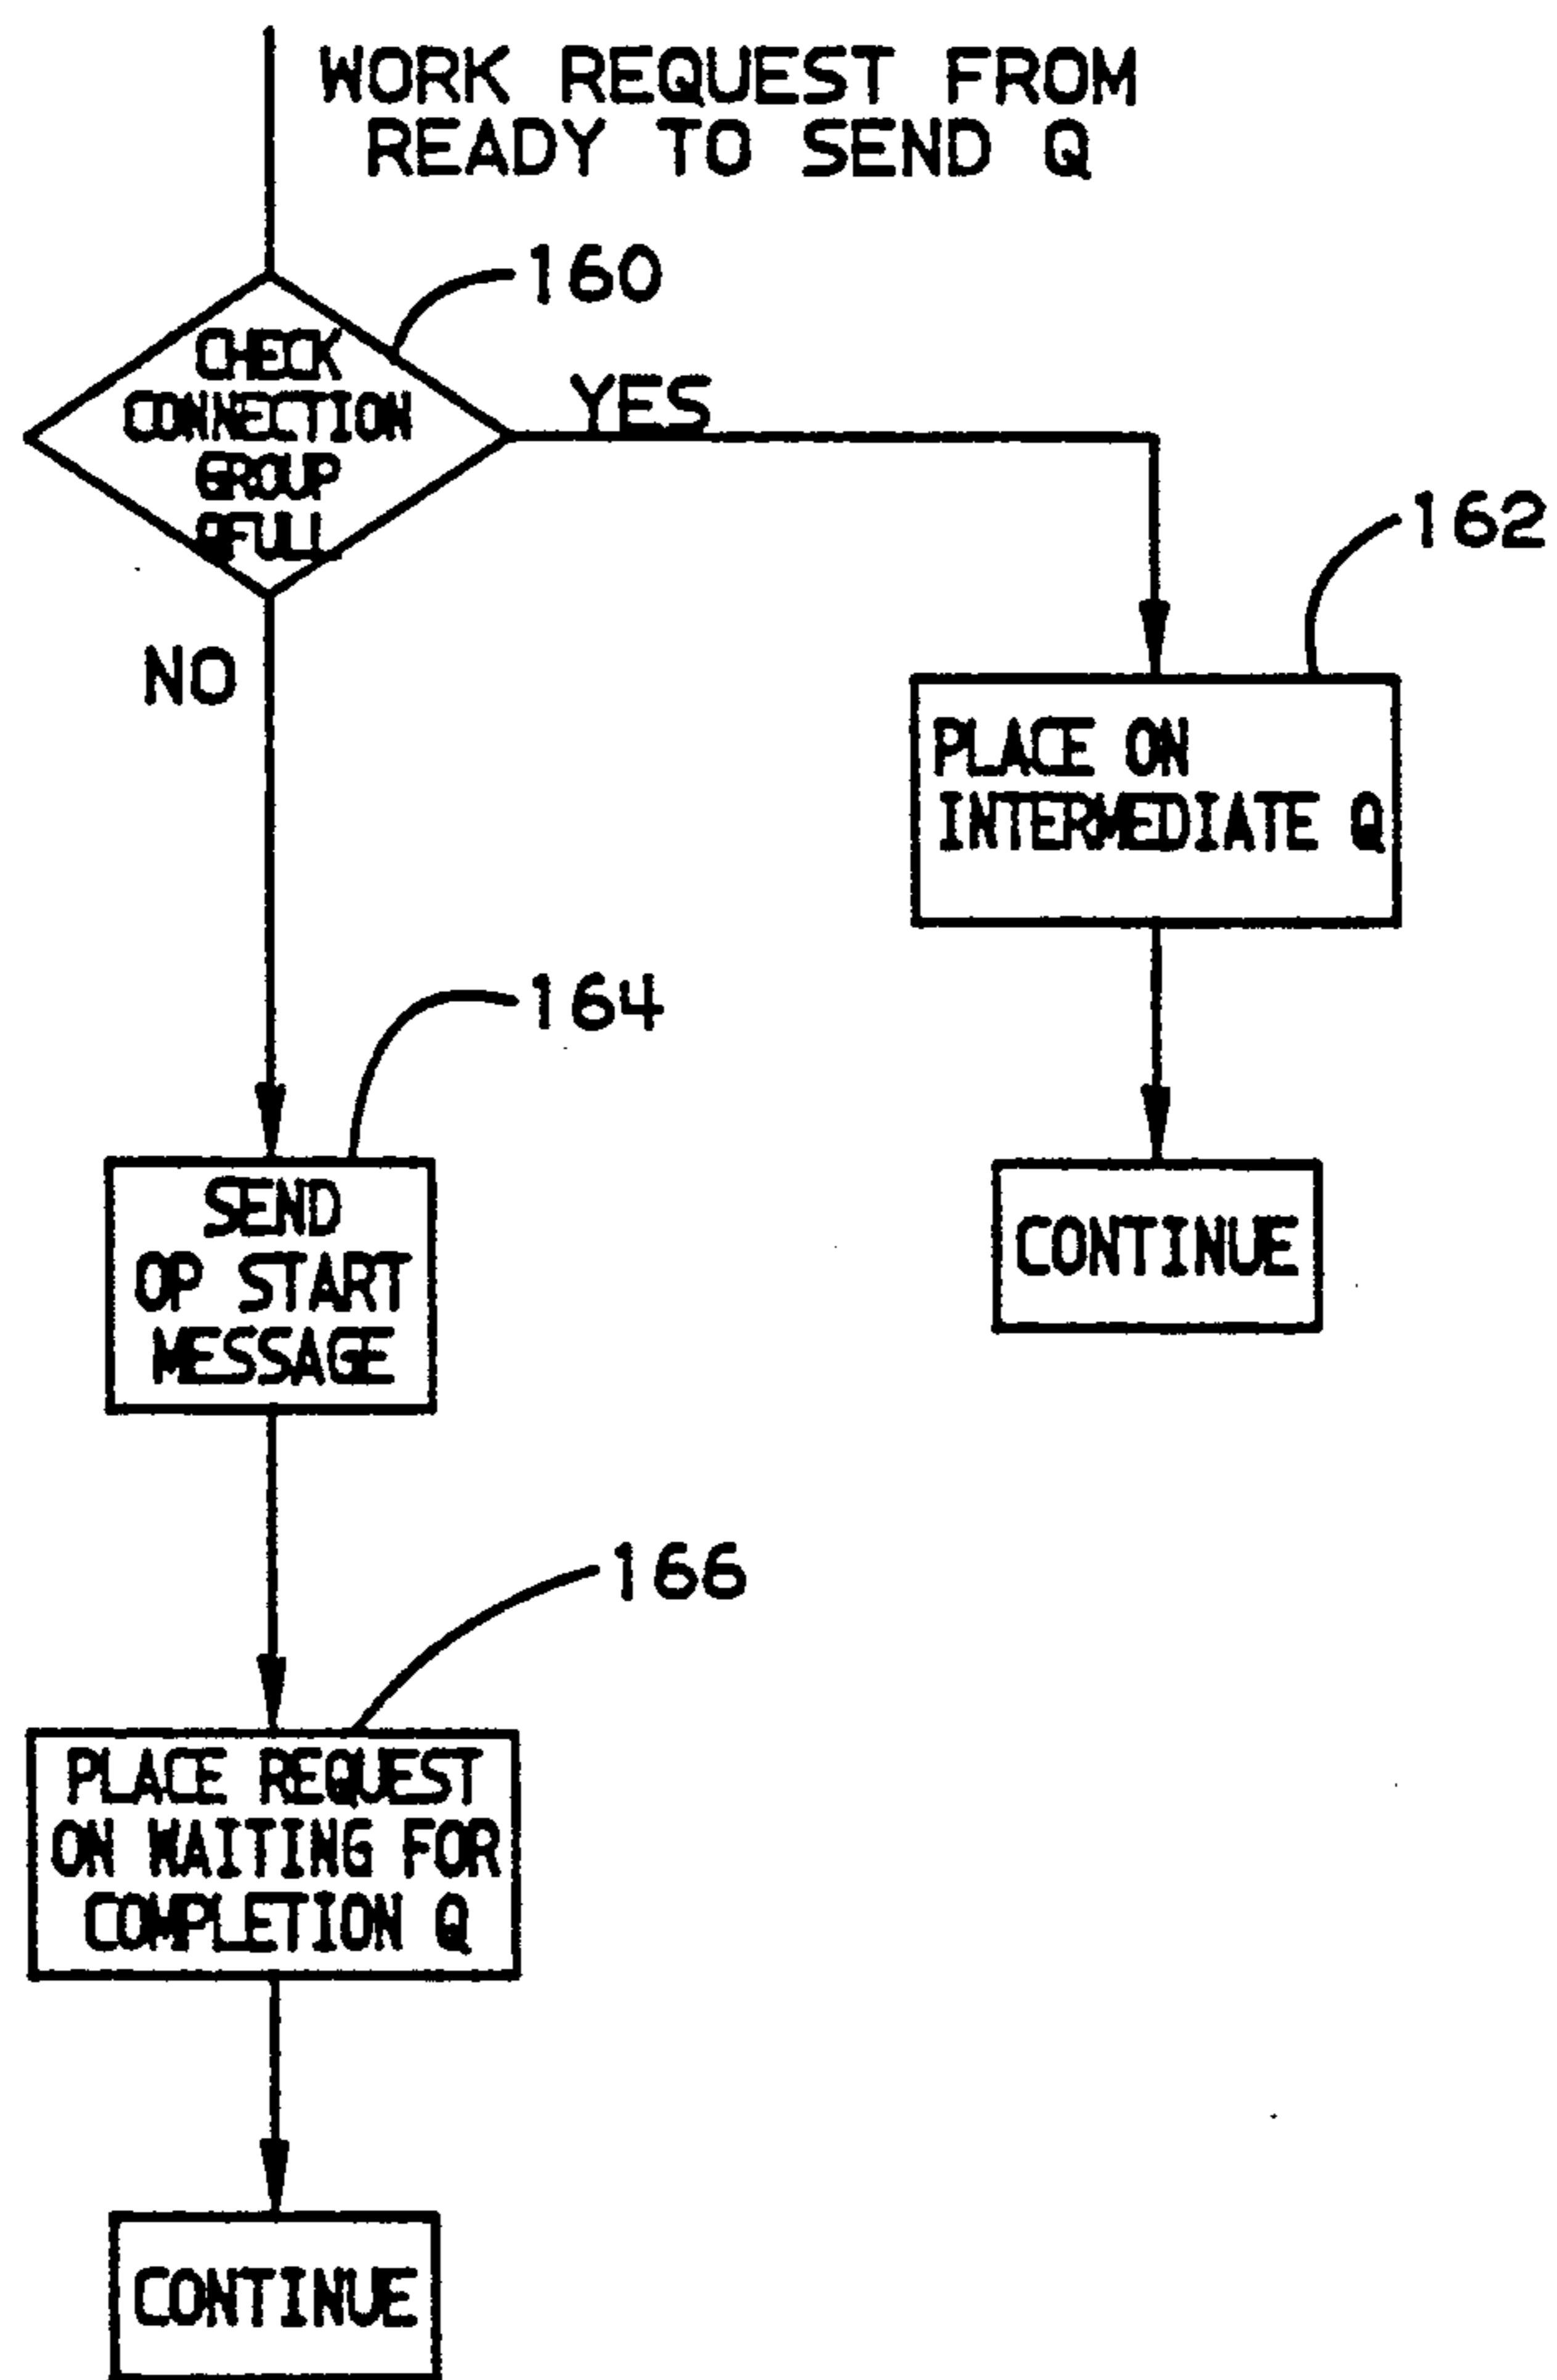 WORK REQUEST FROM
READY TO SEND Q
160
CHECK
CONNECTION
GROUP
QFULL
YES
162
NO
PLACE ON
INTERMEDIATE Q
164
SEND
OP START
MESSAGE
CONTINUE
166
PLACE REQUEST
ON WAITING FOR
COMPLETION Q
CONTINUE